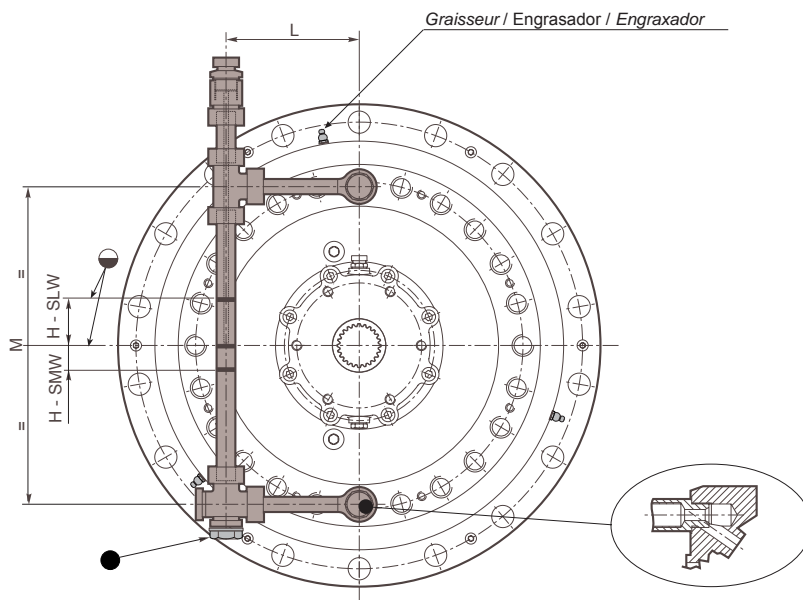 L
Graisseur / Engrasador / Engraxador
=
H - SLW
M
H - SMW
=